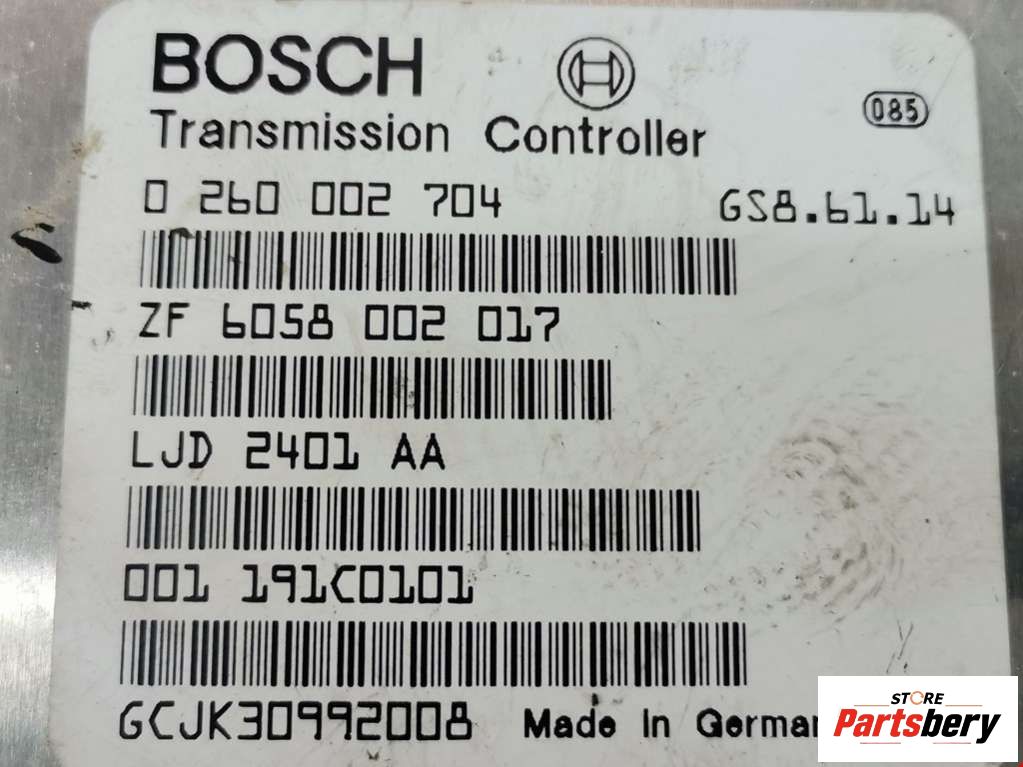 BOSCH
Transmission Controller
085
0 260 002 704 GS8.61.14
ZF 6058 002 017
LJD 2401 AA
001 191C0101
GCJK30992008 Made In German
STORE
Partsbery